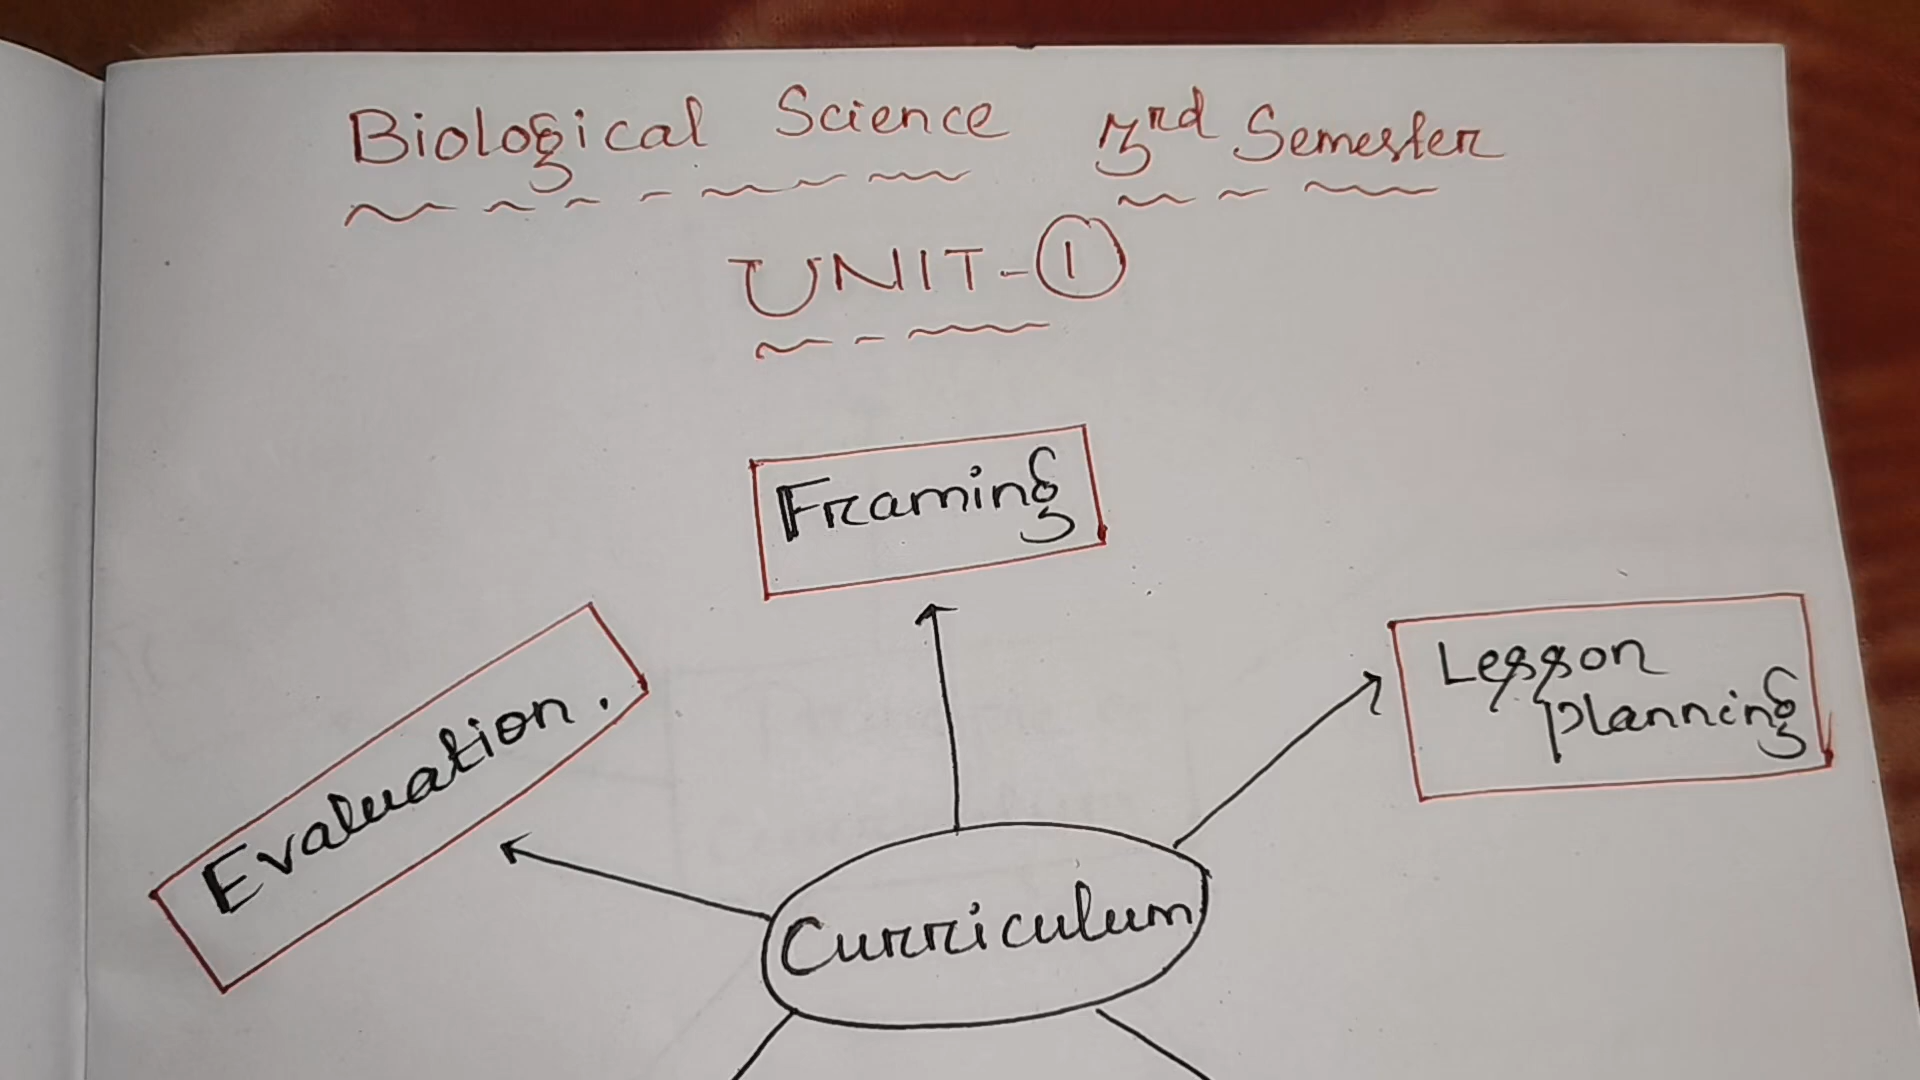 Biological Science 3rd Semester
UNIT-1
Framing
Lesson
planning
Evaluation.
Curriculum